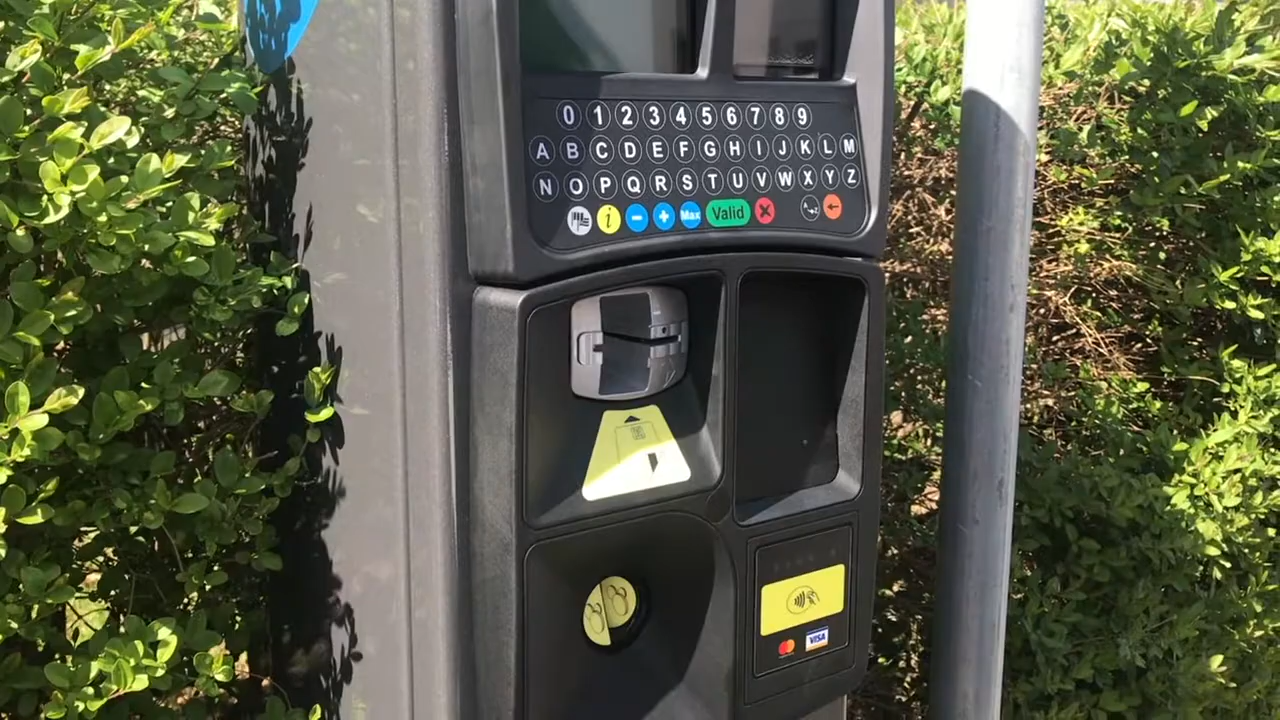 0 1 2 3 4 5 6 7 8 9
A B C D E F G H I J K L M
N O P Q R S T U V W X Y Z
i - + Max Valid X A Z ←
VISA